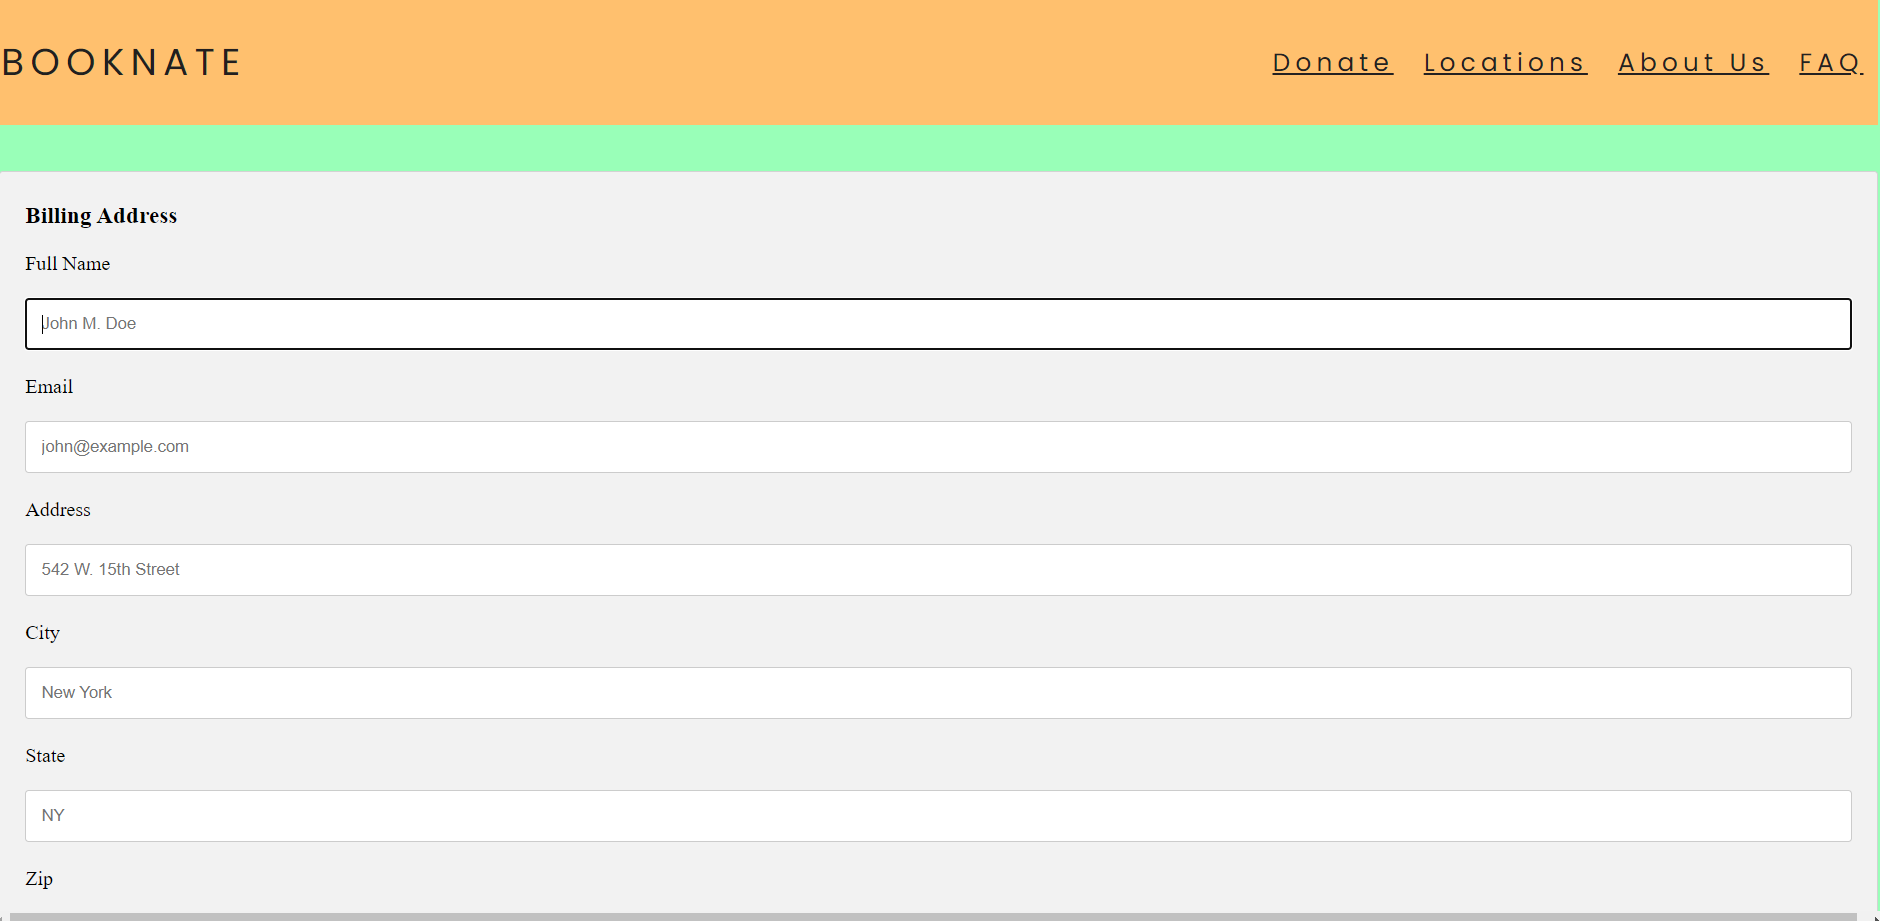 BOOKNATE Donate Locations About Us FAQ
Billing Address
Full Name
John M. Doe
Email
john@example.com
Address
542 W. 15th Street
City
New York
State
NY
Zip